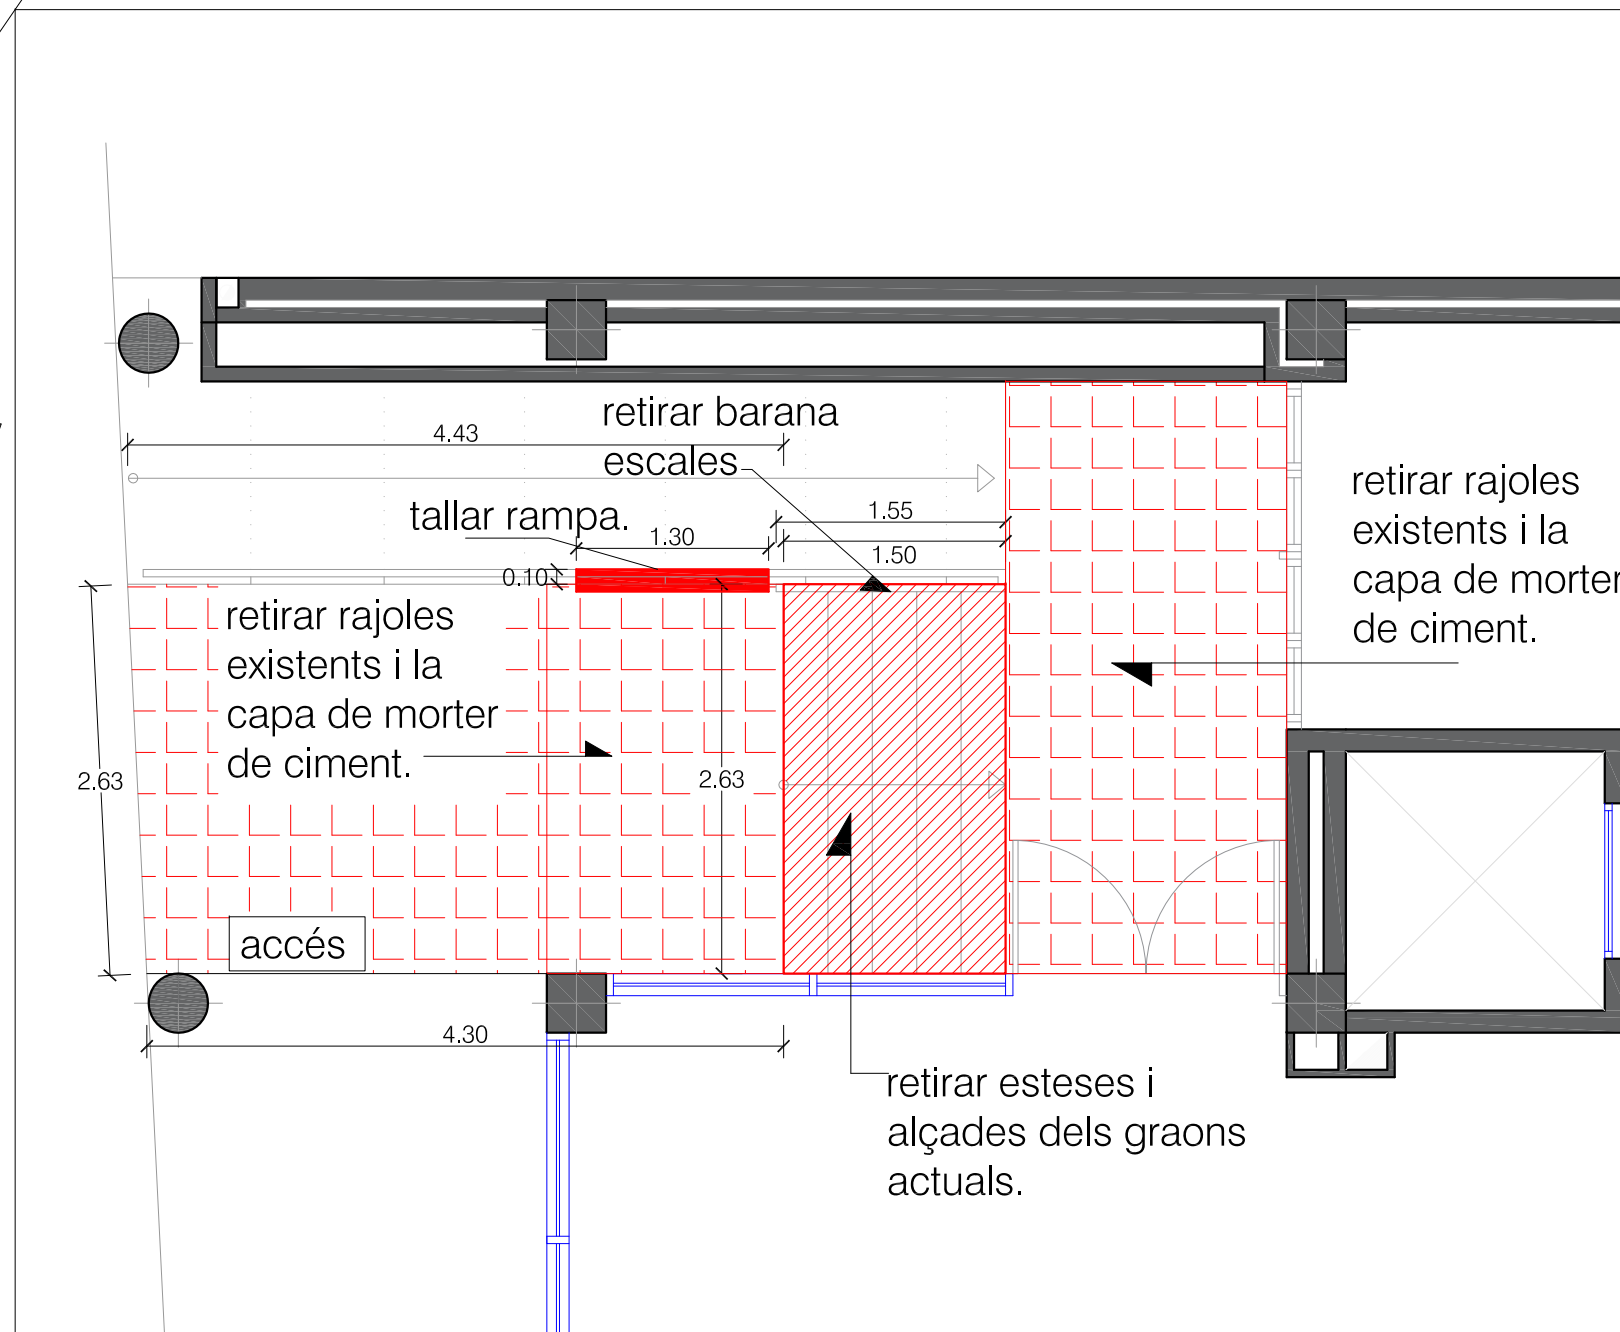 retirar barana
escales
4.43
tallar rampa.
1.55
1.30
1.50
0.10
retirar rajoles
existents i la
capa de morter
de ciment.
retirar rajoles
existents i la
capa de morter
de ciment.
2.63
2.63
accés
4.30
retirar esteses i
alçades dels graons
actuals.